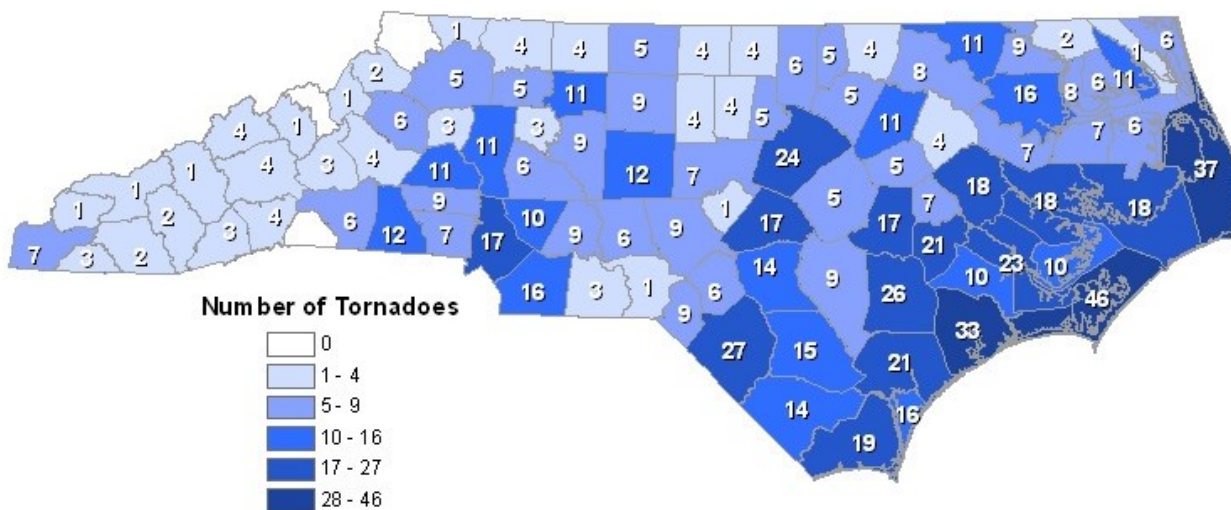 1 4 4 5 4 4 6 5 4 11 9 2 1 6
2 5 5 11 9 4 4 5 5 8 16 8 6 11
1 6 3 11 3 9 12 7 24 11 4 7 7 6 37
4 1 3 4 11 6 5 18 18 18
1 1 4 9 10 1 17 5 17 7 21
1 2 3 4 6 12 7 17 9 6 9 14 9 10 23 10
7 3 2 16 3 1 9 6 26 33 46
27 15 21
14 19 16
Number of Tornadoes
0
1 - 4
5 - 9
10 - 16
17 - 27
28 - 46